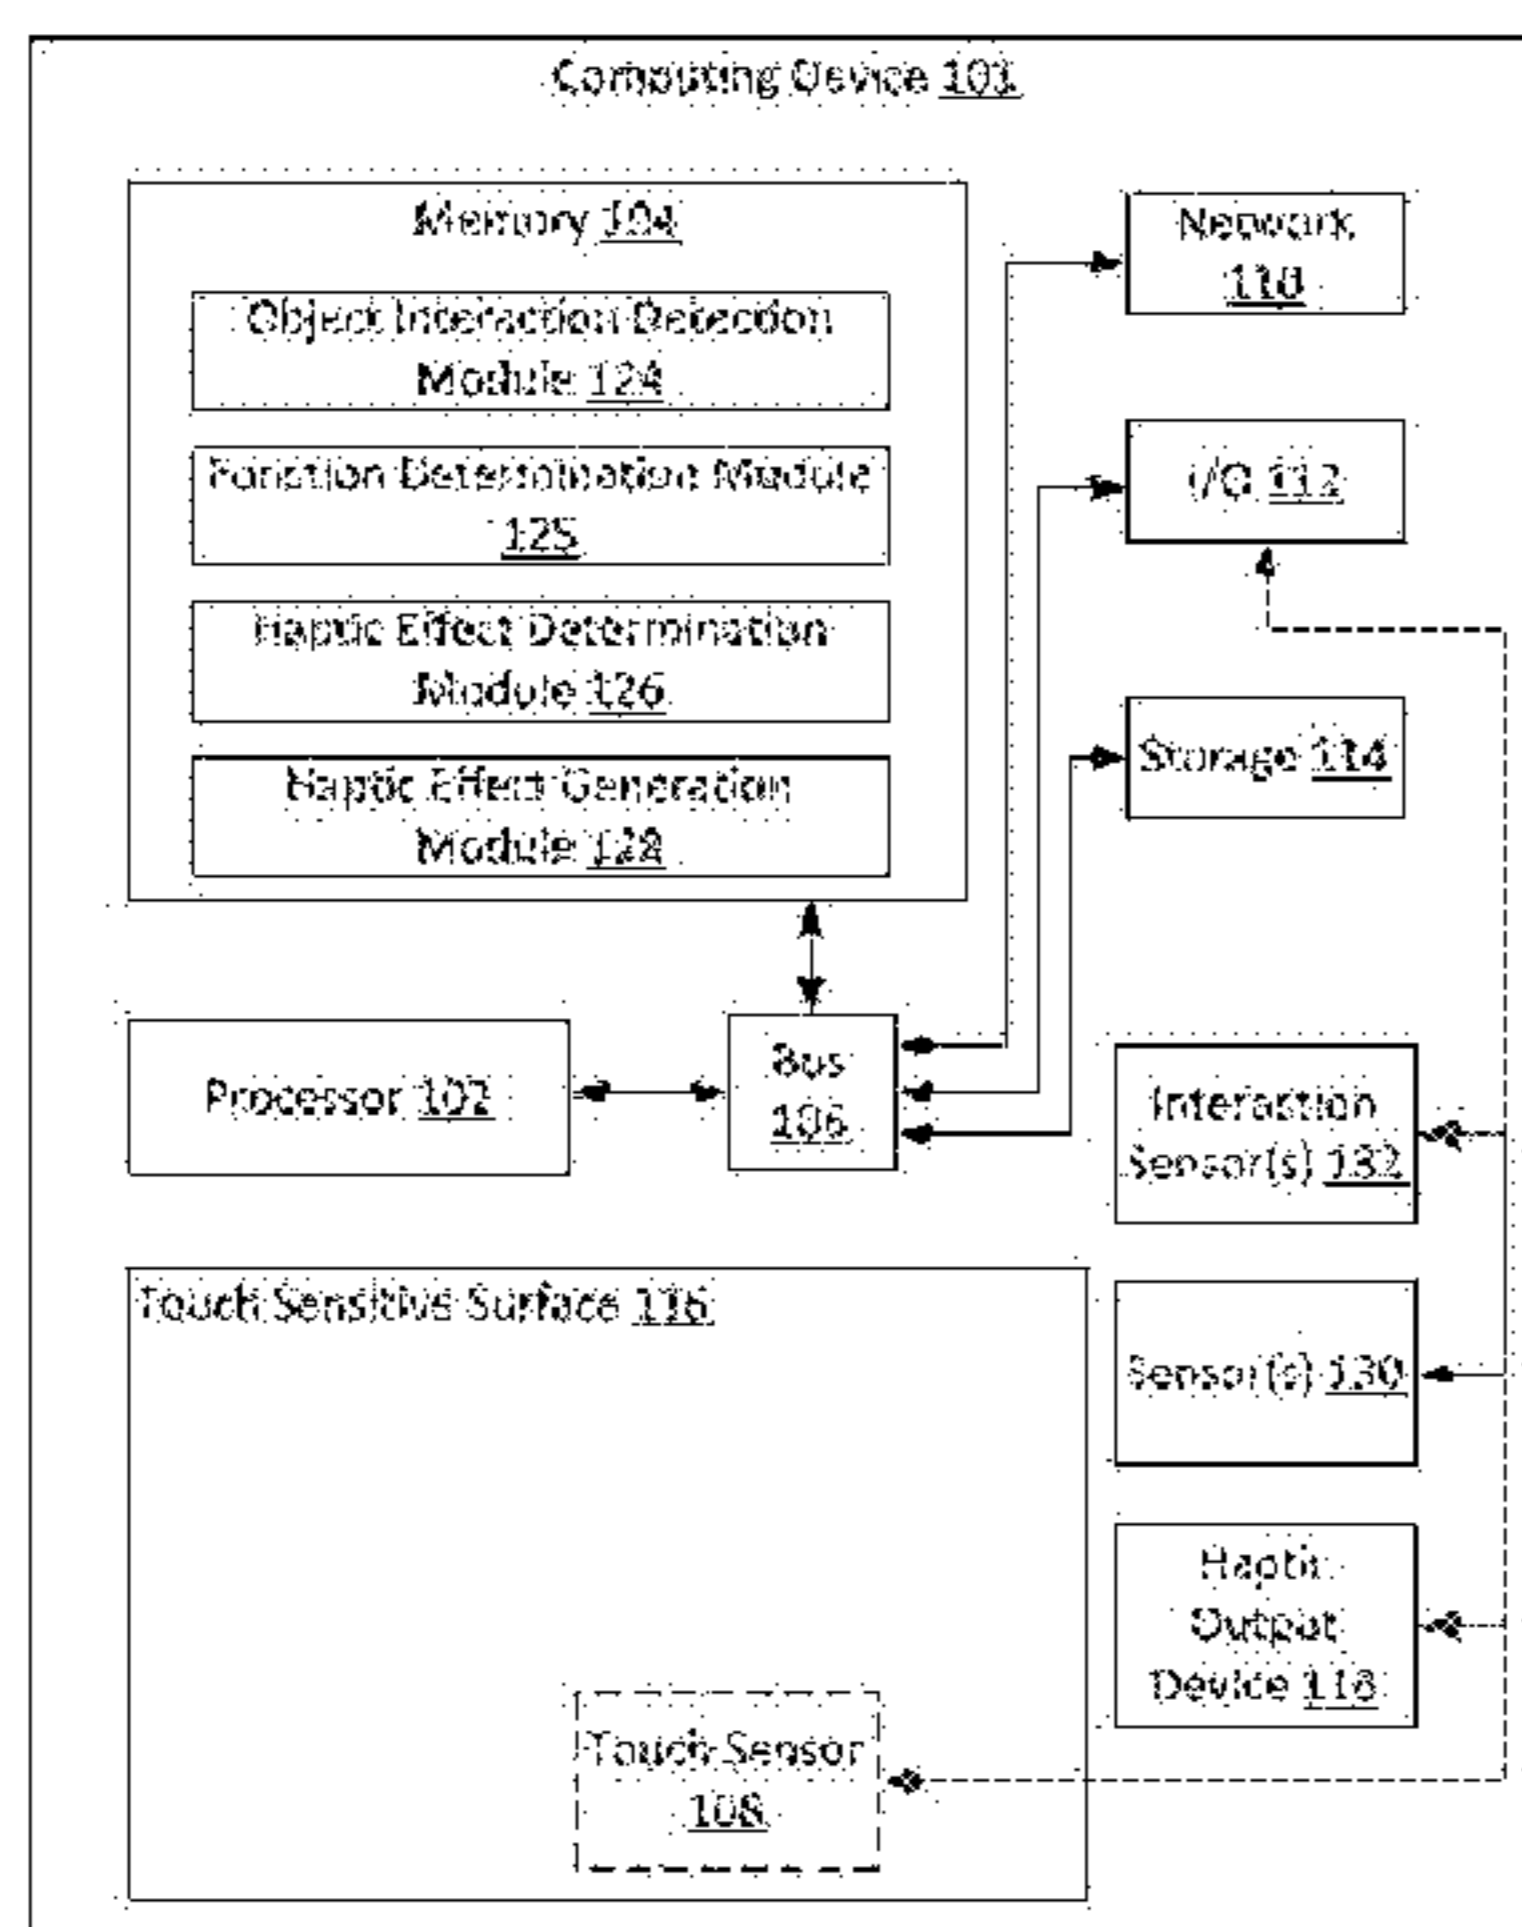 Computing Device 101
Memory 104
Object Interaction Detection
Module 124
Function Determination Module
125
Haptic Effect Determination
Module 126
Haptic Effect Generation
Module 128
Network
110
I/O 112
Storage 114
Processor 102
Bus
106
Interaction
Sensor(s) 132
Touch Sensitive Surface 116
Sensor(s) 130
Haptic
Output
Device 118
Touch Sensor
108